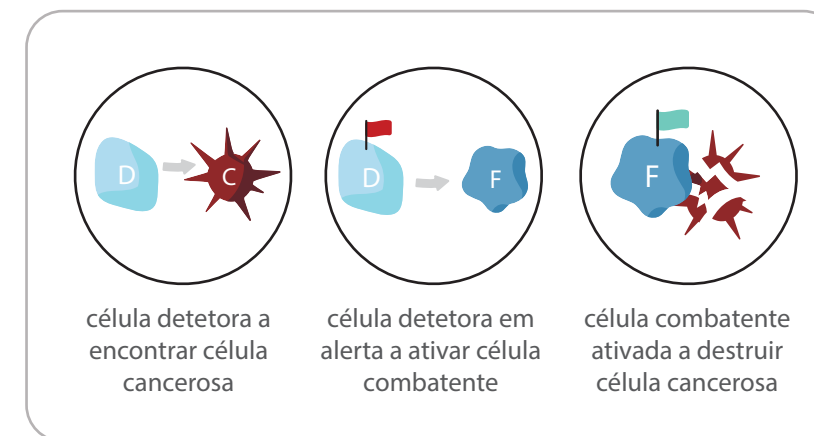 D
C
D
F
F
célula detetora a
encontrar célula
cancerosa
célula detetora em
alerta a ativar célula
combatente
célula combatente
ativada a destruir
célula cancerosa